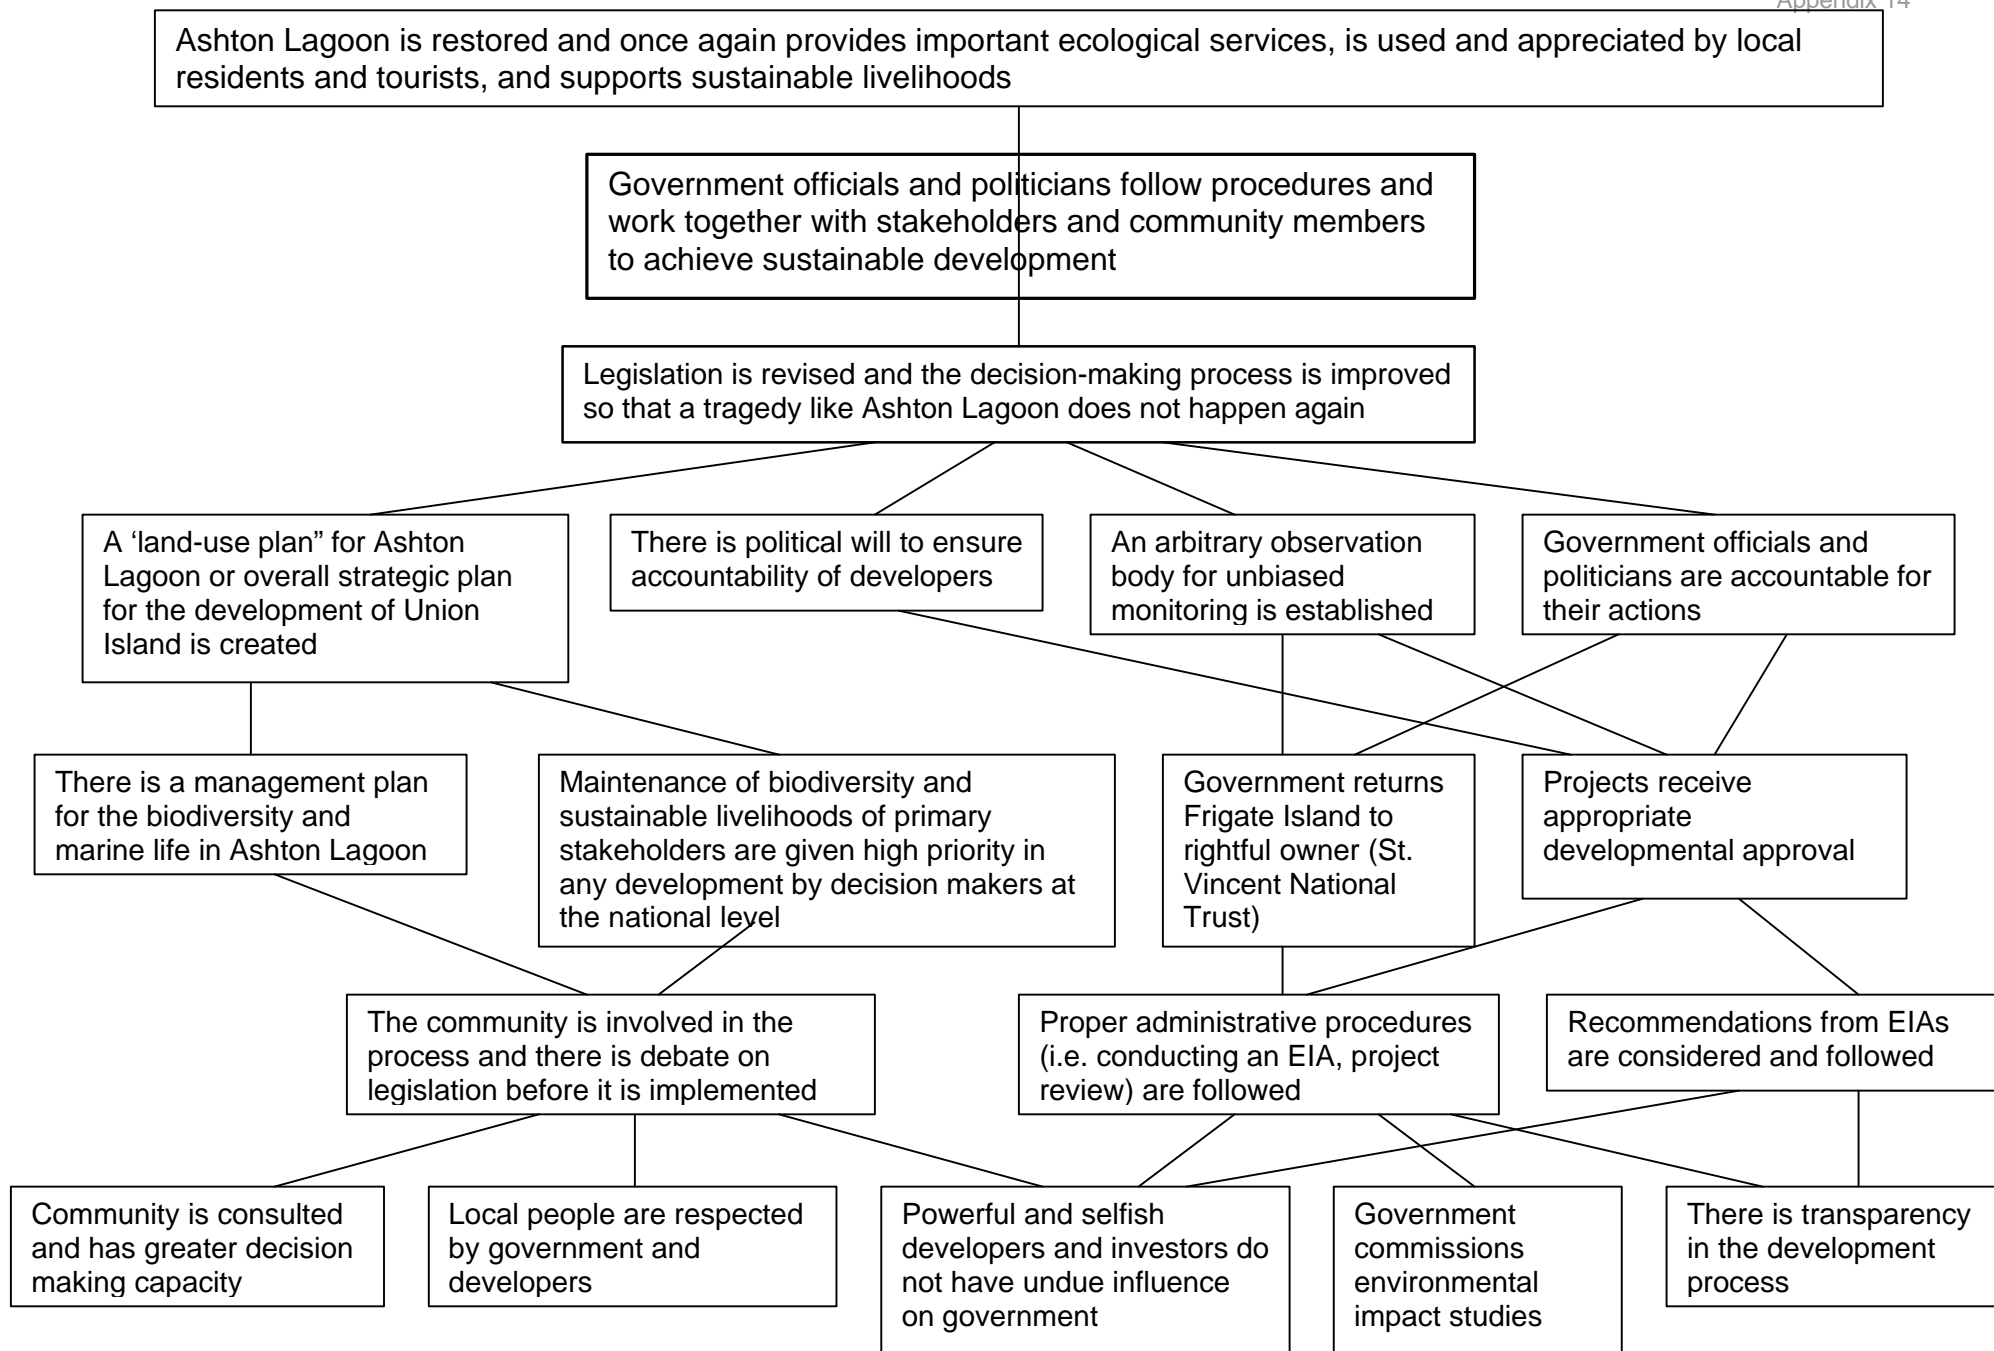 Appendix 14
Ashton Lagoon is restored and once again provides important ecological services, is used and appreciated by local
residents and tourists, and supports sustainable livelihoods
Government officials and politicians follow procedures and
work together with stakeholders and community members
to achieve sustainable development
Legislation is revised and the decision-making process is improved
so that a tragedy like Ashton Lagoon does not happen again
A ‘land-use plan” for Ashton
Lagoon or overall strategic plan
for the development of Union
Island is created
There is political will to ensure
accountability of developers
An arbitrary observation
body for unbiased
monitoring is established
Government officials and
politicians are accountable for
their actions
There is a management plan
for the biodiversity and
marine life in Ashton Lagoon
Maintenance of biodiversity and
sustainable livelihoods of primary
stakeholders are given high priority in
any development by decision makers at
the national level
Government returns
Frigate Island to
rightful owner (St.
Vincent National
Trust)
Projects receive
appropriate
developmental approval
The community is involved in the
process and there is debate on
legislation before it is implemented
Proper administrative procedures
(i.e. conducting an EIA, project
review) are followed
Recommendations from EIAs
are considered and followed
Community is consulted
and has greater decision
making capacity
Local people are respected
by government and
developers
Powerful and selfish
developers and investors do
not have undue influence
on government
Government
commissions
environmental
impact studies
There is transparency
in the development
process